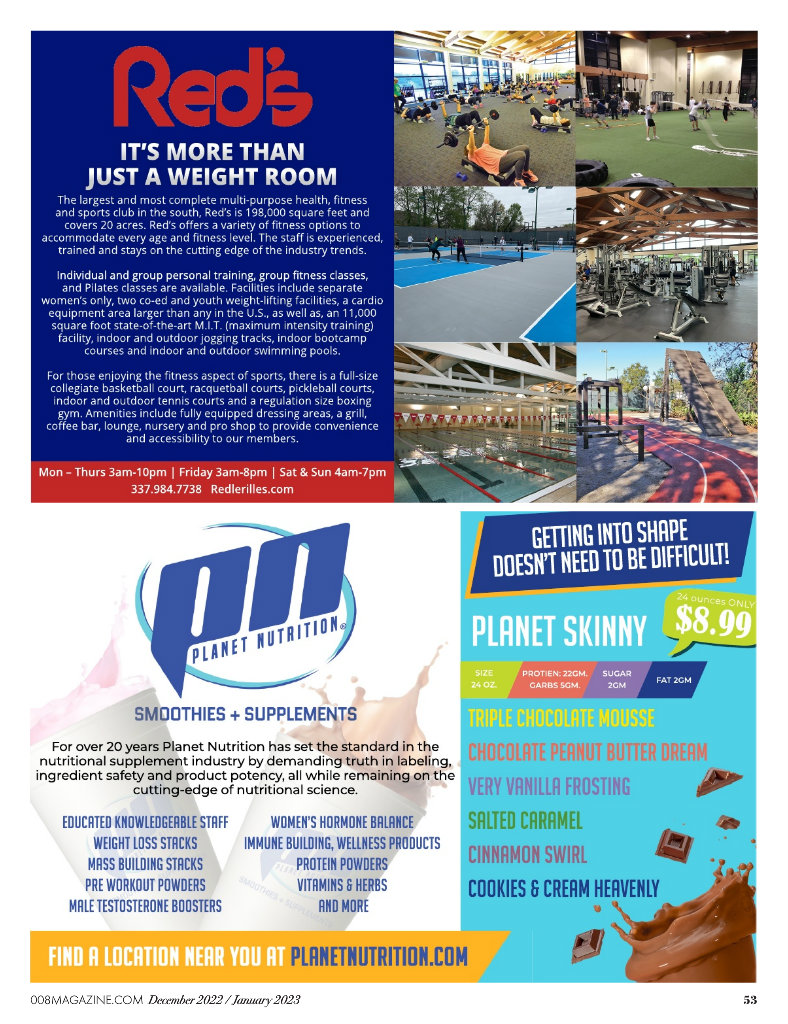 Red's
IT'S MORE THAN
JUST A WEIGHT ROOM
The largest and most complete multi-purpose health, fitness
and sports club in the south, Red's is 198,000 square feet and
covers 20 acres. Red's offers a variety of fitness options to
accommodate every age and fitness level. The staff is experienced,
trained and stays on the cutting edge of the industry trends.
Individual and group personal training, group fitness classes,
and Pilates classes are available. Facilities include separate
women's only, two co-ed and youth weight-lifting facilities, a cardio
equipment area larger than any in the U.S., as well as, an 11,000
square foot state-of-the-art M.I.T. (maximum intensity training)
facility, indoor and outdoor jogging tracks, indoor bootcamp
courses and indoor and outdoor swimming pools.
For those enjoying the fitness aspect of sports, there is a full-size
collegiate basketball court, racquetball courts, pickleball courts,
indoor and outdoor tennis courts and a regulation size boxing
gym. Amenities include fully equipped dressing areas, a grill,
coffee bar, lounge, nursery and pro shop to provide convenience
and accessibility to our members.
Mon – Thurs 3am-10pm | Friday 3am-8pm | Sat & Sun 4am-7pm
337.984.7738 Redlerilles.com
pn
PLANET NUTRITION®
SMOOTHIES + SUPPLEMENTS
For over 20 years Planet Nutrition has set the standard in the
nutritional supplement industry by demanding truth in labeling,
ingredient safety and product potency, all while remaining on the
cutting-edge of nutritional science.
EDUCATED KNOWLEDGEABLE STAFF
WEIGHT LOSS STACKS
MASS BUILDING STACKS
PRE WORKOUT POWDERS
MALE TESTOSTERONE BOOSTERS
WOMEN'S HORMONE BALANCE
IMMUNE BUILDING, WELLNESS PRODUCTS
PROTEIN POWDERS
VITAMINS & HERBS
AND MORE
SMOOTHIES + SUPPLEMENTS
FIND A LOCATION NEAR YOU AT PLANETNUTRITION.COM
GETTING INTO SHAPE
DOESN'T NEED TO BE DIFFICULT!
24 ounces ONLY
$8.99
PLANET SKINNY
SIZE
24 OZ.
PROTIEN: 22GM.
GARBS 5GM.
SUGAR
2GM
FAT 2GM
TRIPLE CHOCOLATE MOUSSE
CHOCOLATE PEANUT BUTTER DREAM
VERY VANILLA FROSTING
SALTED CARAMEL
CINNAMON SWIRL
COOKIES & CREAM HEAVENLY
008MAGAZINE.COM December 2022 / January 2023
53